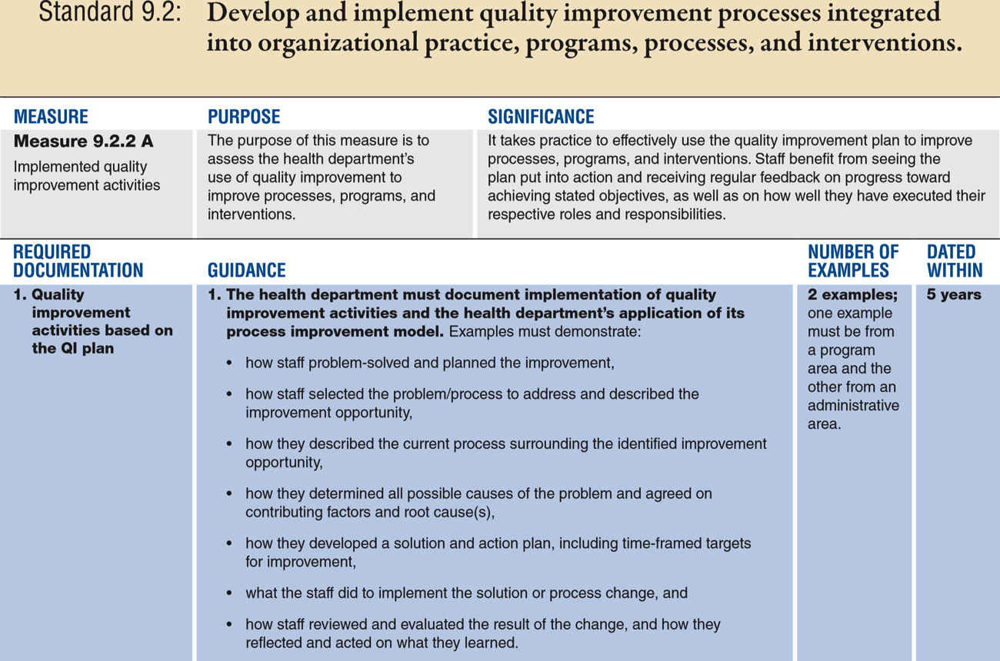 Standard 9.2:
Develop and implement quality improvement processes integrated
into organizational practice, programs, processes, and interventions.
MEASURE
Measure 9.2.2 A
Implemented quality
improvement activities
PURPOSE
The purpose of this measure is to
assess the health department’s
use of quality improvement to
improve processes, programs, and
interventions.
SIGNIFICANCE
It takes practice to effectively use the quality improvement plan to improve
processes, programs, and interventions. Staff benefit from seeing the
plan put into action and receiving regular feedback on progress toward
achieving stated objectives, as well as on how well they have executed their
respective roles and responsibilities.
REQUIRED
DOCUMENTATION
GUIDANCE
NUMBER OF
EXAMPLES
DATED
WITHIN
1. Quality
improvement
activities based on
the QI plan
1. The health department must document implementation of quality
improvement activities and the health department’s application of its
process improvement model. Examples must demonstrate:
• how staff problem-solved and planned the improvement,
• how staff selected the problem/process to address and described the
improvement opportunity,
• how they described the current process surrounding the identified improvement
opportunity,
• how they determined all possible causes of the problem and agreed on
contributing factors and root cause(s),
• how they developed a solution and action plan, including time-framed targets
for improvement,
• what the staff did to implement the solution or process change, and
• how staff reviewed and evaluated the result of the change, and how they
reflected and acted on what they learned.
2 examples;
one example
must be from
a program
area and the
other from an
administrative
area.
5 years